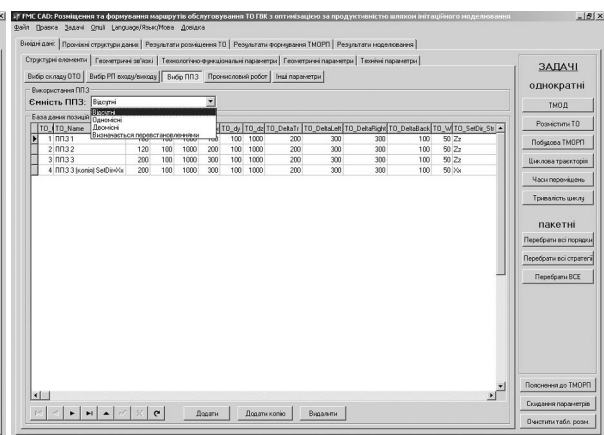 FMC CAD: Розміщення та формування маршрутів обслуговування ТО ГВК з оптимізацією за продуктивністю шляхом імітаційного моделювання
Файл Правка Задачі Опції Language/Язык/Мова Довідка
Вихідні дані Проміжні структури даних Результати розміщення ТО Результати формування ТМОРП Результати моделювання
Структурні елементи Геометричні зв'язки Технологічно-функціональні параметри Геометричні параметри Технічні параметри
Вибір складу ОТО Вибір РП входу/виходу Вибір ППЗ Промисловий робот Інші параметри
Використання ППЗ
Ємність ППЗ: Відсутні
Відсутні
Одномісні
Двомісні
Визначається перевстановленнями
База даних позицій
TO_Name TO_dy TO_dz TO_DeltaTr TO_DeltaLeft TO_DeltaRight TO_DeltaBack TO_V TO_SetDir_Str
1 ППЗ 1 100 1000 200 300 300 100 50 Zz
2 ППЗ 2 120 100 1000 200 100 1000 200 300 300 100 50 Zz
3 ППЗ 3 200 100 1000 300 100 1000 200 300 300 100 50 Zz
4 ППЗ 3 (копія) SetDir=Xx 200 100 1000 300 100 1000 200 300 300 100 50 Xx
Додати Додати копію Видалити
ЗАДАЧІ
однократні
ТМОД
Розмістити ТО
Побудова ТМОРП
Циклова траєкторія
Часи переміщень
Тривалість циклу
пакетні
Перебрати всі порядки
Перебрати всі стратегії
Перебрати ВСЕ
Пояснення до ТМОРП
Скидання параметрів
Очистити табл. розм.